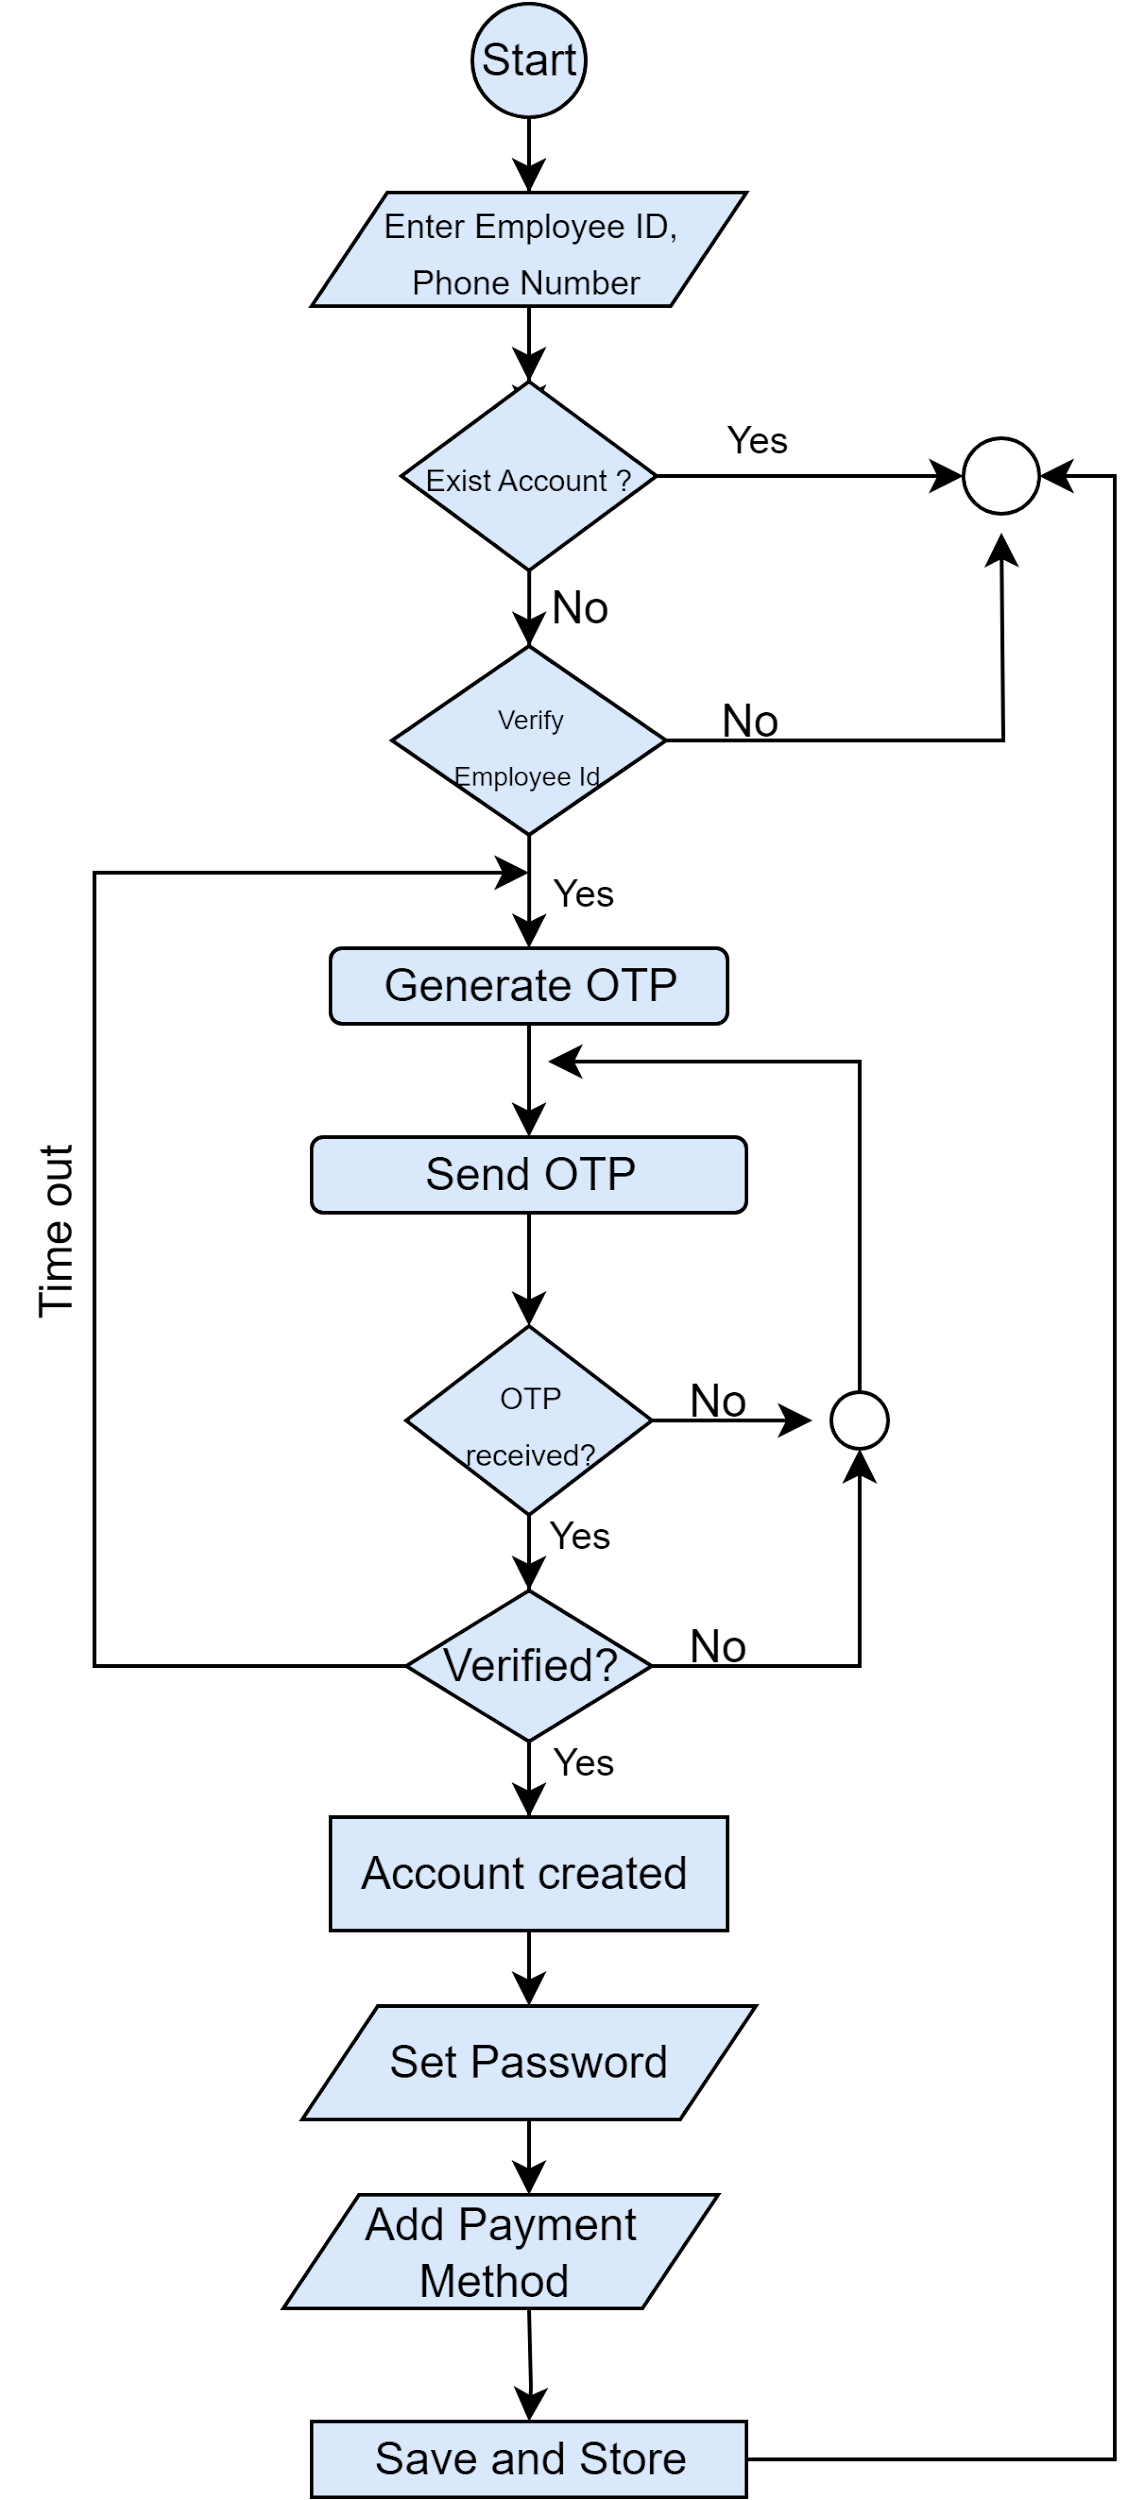 Start
Enter Employee ID,
Phone Number
Exist Account ?
Yes
No
Verify
Employee Id
No
Yes
Generate OTP
Send OTP
Time out
OTP
received?
No
Yes
Verified?
No
Yes
Account created
Set Password
Add Payment
Method
Save and Store